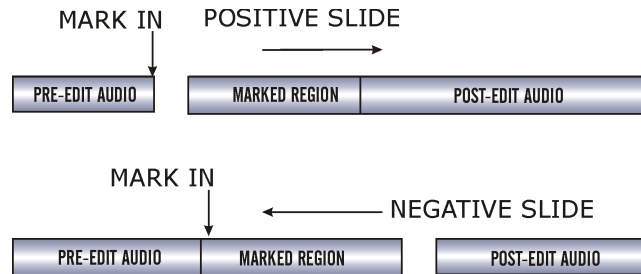 MARK IN POSITIVE SLIDE
PRE-EDIT AUDIO MARKED REGION POST-EDIT AUDIO
MARK IN
NEGATIVE SLIDE
PRE-EDIT AUDIO MARKED REGION POST-EDIT AUDIO